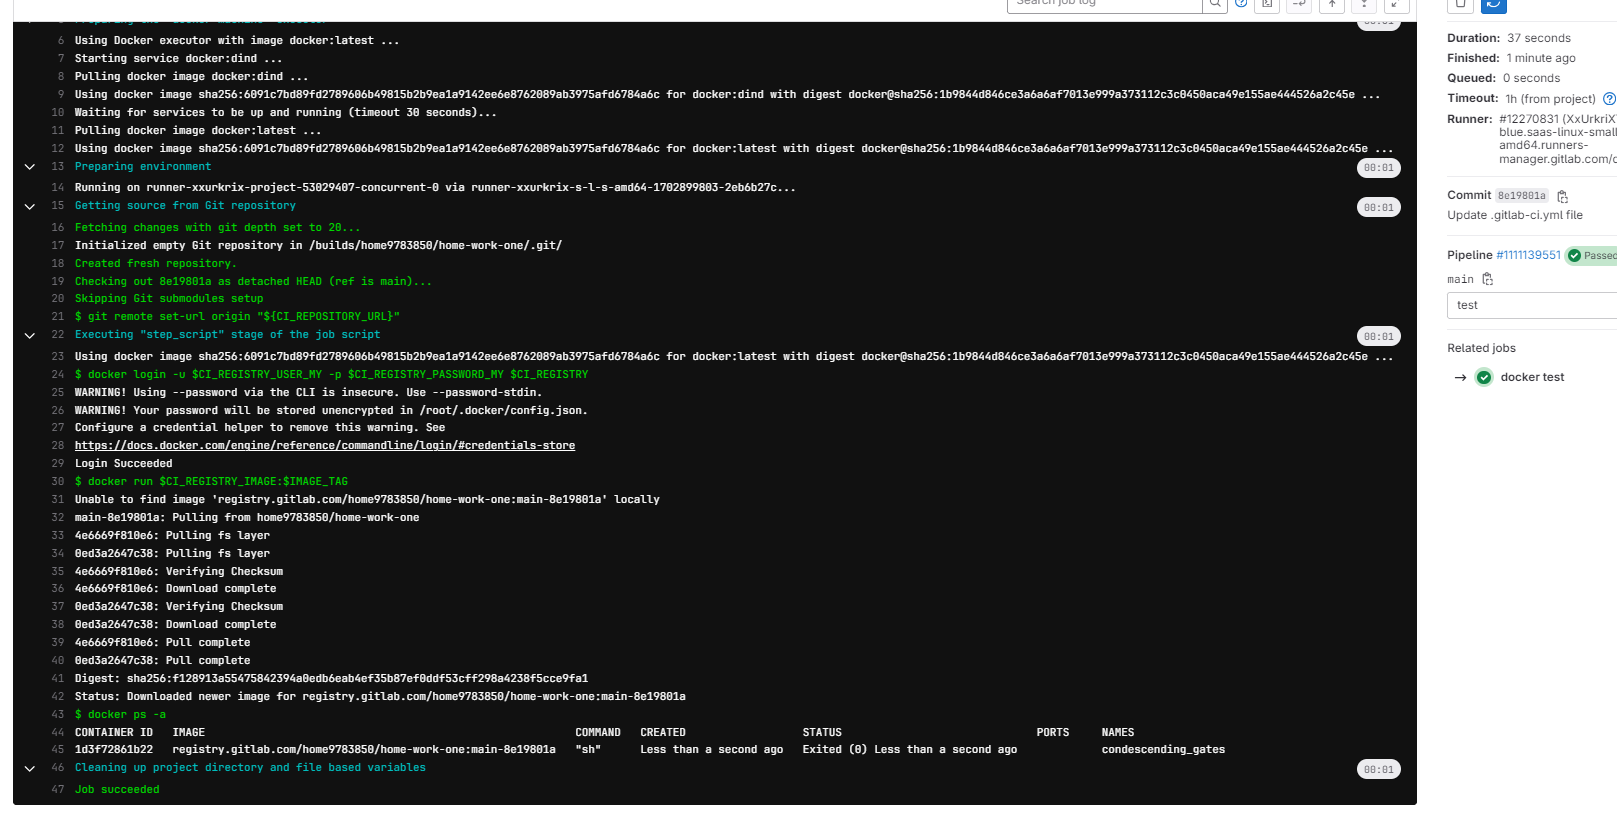 Search job log
00:01
6 Using Docker executor with image docker:latest ...
7 Starting service docker:dind ...
8 Pulling docker image docker:dind ...
9 Using docker image sha256:6091c7bd89fd2789606b49815b2b9ea1a9142ee6e8762089ab3975afd6784a6c for docker:dind with digest docker@sha256:1b9844d846ce3a6a6af7013e999a373112c3c0450aca49e155ae444526a2c45e ...
10 Waiting for services to be up and running (timeout 30 seconds)...
11 Pulling docker image docker:latest ...
12 Using docker image sha256:6091c7bd89fd2789606b49815b2b9ea1a9142ee6e8762089ab3975afd6784a6c for docker:latest with digest docker@sha256:1b9844d846ce3a6a6af7013e999a373112c3c0450aca49e155ae444526a2c45e ...
13 Preparing environment 00:01
14 Running on runner-xxurkrix-project-53029407-concurrent-0 via runner-xxurkrix-s-l-s-amd64-1702899803-2eb6b27c...
15 Getting source from Git repository 00:01
16 Fetching changes with git depth set to 20...
17 Initialized empty Git repository in /builds/home9783850/home-work-one/.git/
18 Created fresh repository.
19 Checking out 8e19801a as detached HEAD (ref is main)...
20 Skipping Git submodules setup
21 $ git remote set-url origin "${CI_REPOSITORY_URL}"
22 Executing "step_script" stage of the job script 00:01
23 Using docker image sha256:6091c7bd89fd2789606b49815b2b9ea1a9142ee6e8762089ab3975afd6784a6c for docker:latest with digest docker@sha256:1b9844d846ce3a6a6af7013e999a373112c3c0450aca49e155ae444526a2c45e ...
24 $ docker login -u $CI_REGISTRY_USER_MY -p $CI_REGISTRY_PASSWORD_MY $CI_REGISTRY
25 WARNING! Using --password via the CLI is insecure. Use --password-stdin.
26 WARNING! Your password will be stored unencrypted in /root/.docker/config.json.
27 Configure a credential helper to remove this warning. See
28 https://docs.docker.com/engine/reference/commandline/login/#credentials-store
29 Login Succeeded
30 $ docker run $CI_REGISTRY_IMAGE:$IMAGE_TAG
31 Unable to find image 'registry.gitlab.com/home9783850/home-work-one:main-8e19801a' locally
32 main-8e19801a: Pulling from home9783850/home-work-one
33 4e6669f810e6: Pulling fs layer
34 0ed3a2647c38: Pulling fs layer
35 4e6669f810e6: Verifying Checksum
36 4e6669f810e6: Download complete
37 0ed3a2647c38: Verifying Checksum
38 0ed3a2647c38: Download complete
39 4e6669f810e6: Pull complete
40 0ed3a2647c38: Pull complete
41 Digest: sha256:f128913a55475842394a0edb6eab4ef35b87ef0ddf53cff298a4238f5cce9fa1
42 Status: Downloaded newer image for registry.gitlab.com/home9783850/home-work-one:main-8e19801a
43 $ docker ps -a
44 CONTAINER ID IMAGE COMMAND CREATED STATUS PORTS NAMES
45 1d3f72861b22 registry.gitlab.com/home9783850/home-work-one:main-8e19801a "sh" Less than a second ago Exited (0) Less than a second ago condescending_gates
46 Cleaning up project directory and file based variables 00:01
47 Job succeeded
Duration: 37 seconds
Finished: 1 minute ago
Queued: 0 seconds
Timeout: 1h (from project)
Runner: #12270831 (XxUrkriX
blue.saas-linux-small
amd64.runners-
manager.gitlab.com/
Commit 8e19801a
Update .gitlab-ci.yml file
Pipeline #1111139551 Passed
main
test
Related jobs
→ docker test